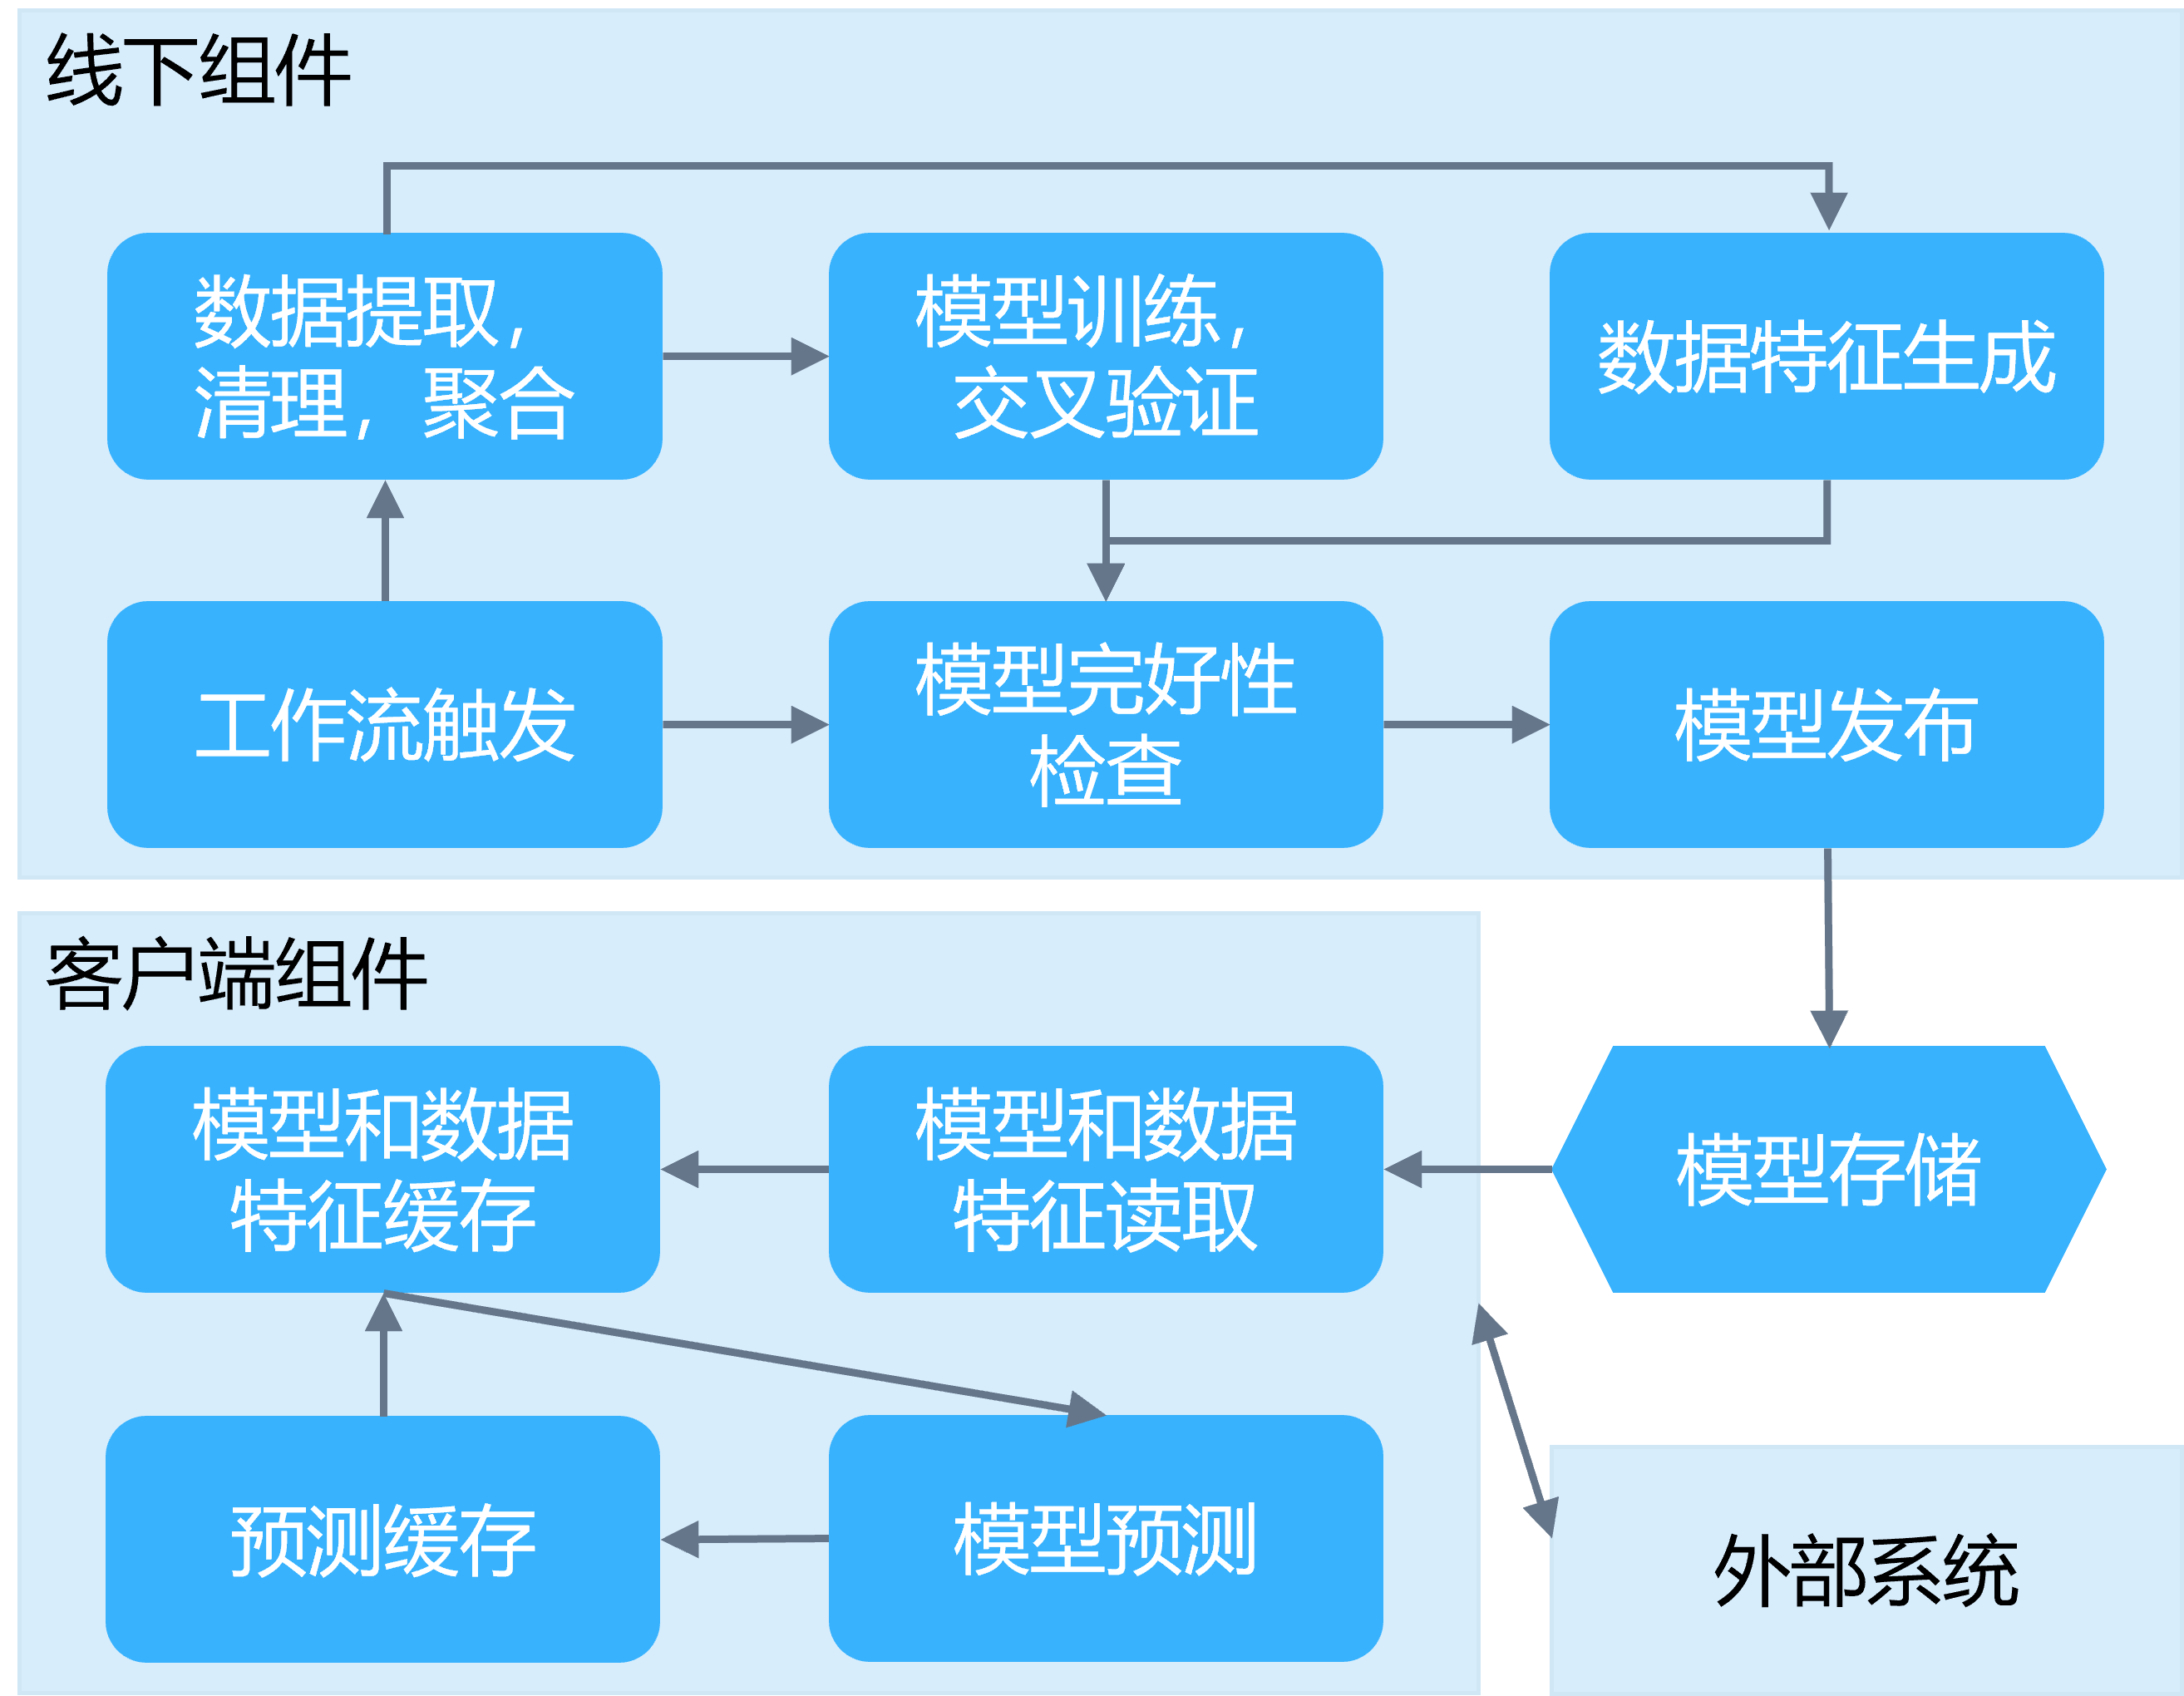 线下组件
数据提取,
清理, 聚合
模型训练,
交叉验证
数据特征生成
工作流触发
模型完好性
检查
模型发布
客户端组件
模型和数据
特征缓存
模型和数据
特征读取
模型存储
预测缓存
模型预测
外部系统